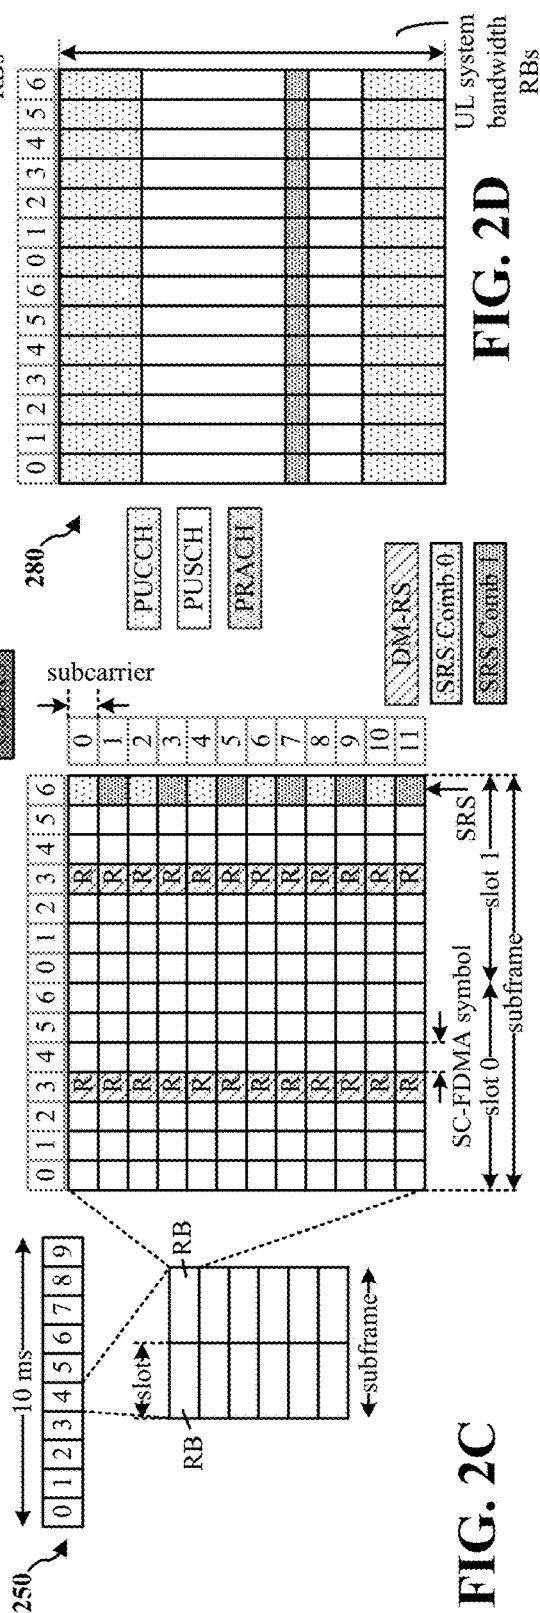 250
10 ms
0 1 2 3 4 5 6 7 8 9
RB
slot
RB
subframe
0 1 2 3 4 5 6 0 1 2 3 4 5 6
subcarrier
0
1
2
R R 3
4
5
6
7
8
9
10
11
R R
R R
R R
R R
R R
R R
R R
R R
R R
R R
R R
SC-FDMA symbol
SRS
slot 0
slot 1
subframe
DM-RS
SRS Comb 0
SRS Comb 1
FIG. 2C
280
0 1 2 3 4 5 6 0 1 2 3 4 5 6
RBs
PUCCH
PUSCH
PRACH
UL system
bandwidth
RBs
FIG. 2D